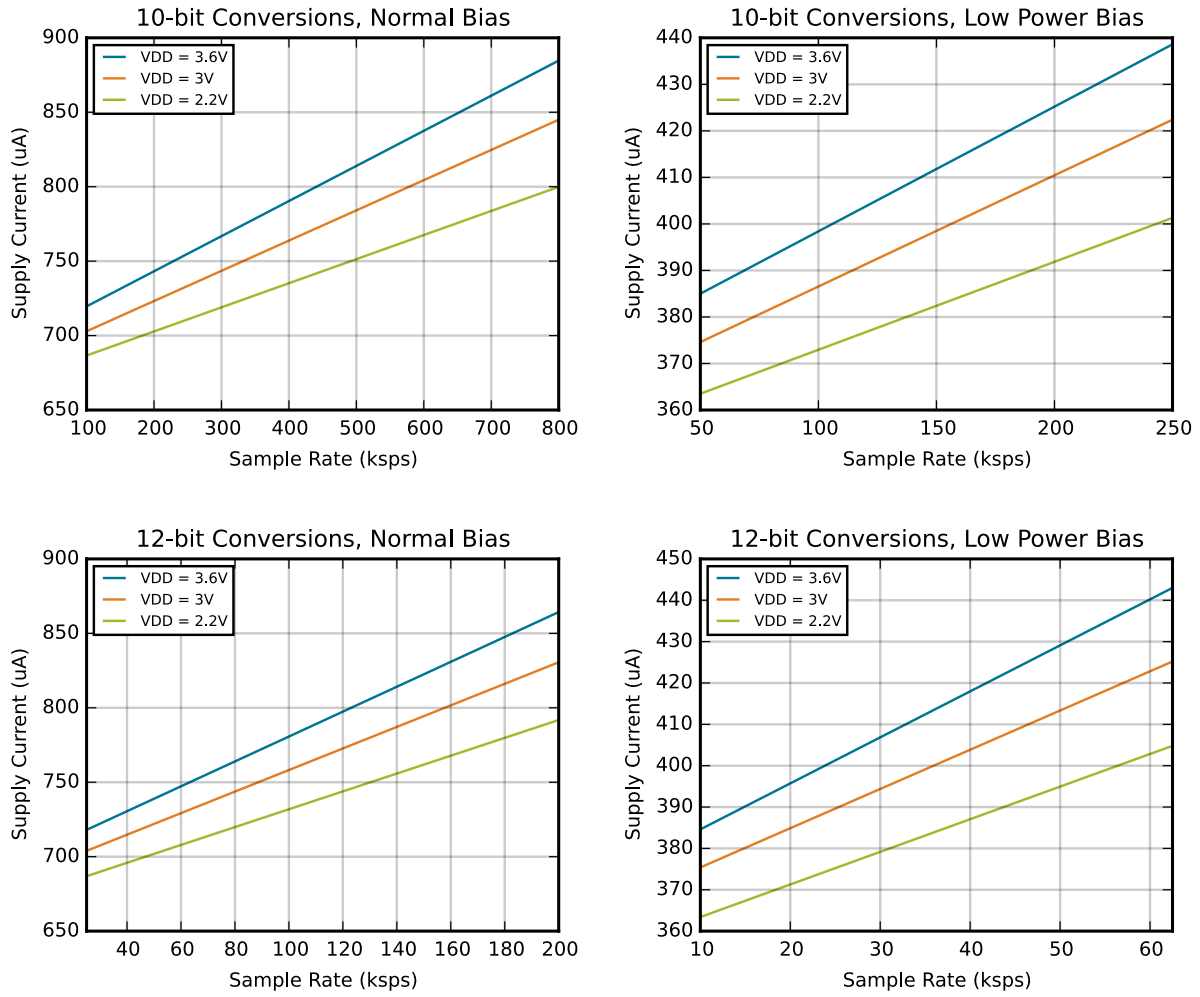 10-bit Conversions, Normal Bias
900
850
800
750
700
650
Supply Current (uA)
VDD = 3.6V
VDD = 3V
VDD = 2.2V
100 200 300 400 500 600 700 800
Sample Rate (ksps)
10-bit Conversions, Low Power Bias
440
430
420
410
400
390
380
370
360
Supply Current (uA)
VDD = 3.6V
VDD = 3V
VDD = 2.2V
50 100 150 200 250
Sample Rate (ksps)
12-bit Conversions, Normal Bias
900
850
800
750
700
650
Supply Current (uA)
VDD = 3.6V
VDD = 3V
VDD = 2.2V
40 60 80 100 120 140 160 180 200
Sample Rate (ksps)
12-bit Conversions, Low Power Bias
450
440
430
420
410
400
390
380
370
360
Supply Current (uA)
VDD = 3.6V
VDD = 3V
VDD = 2.2V
10 20 30 40 50 60
Sample Rate (ksps)